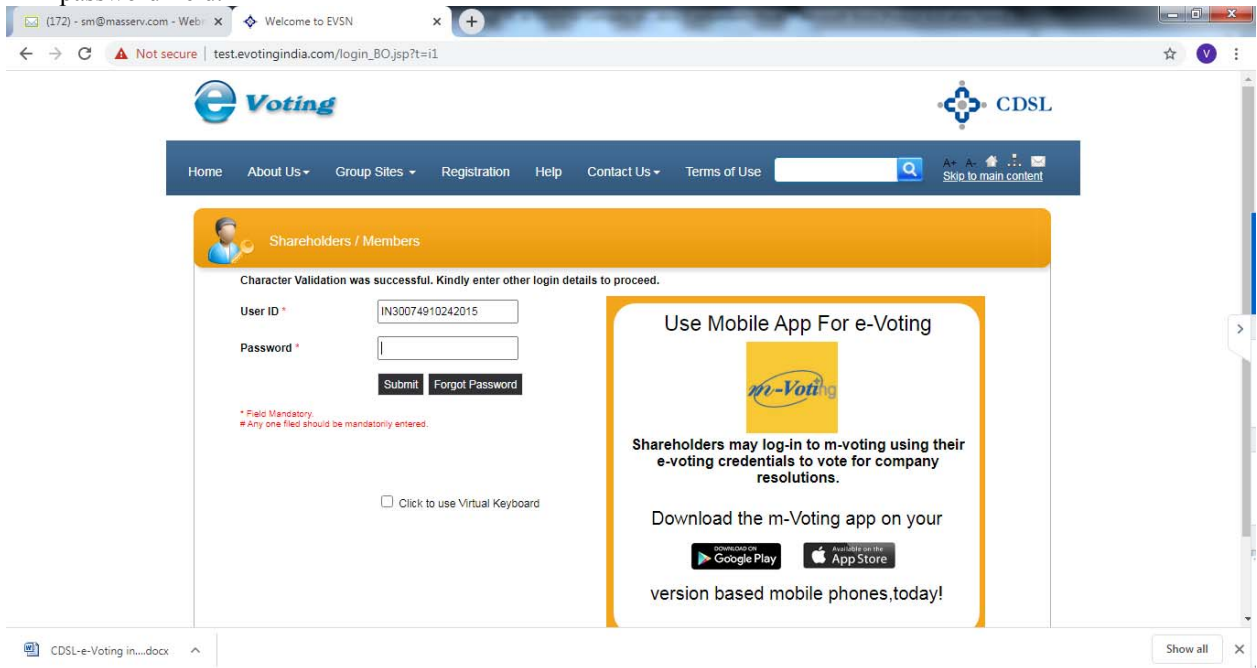 (172) - sm@masserv.com - Web
Welcome to EVSN
Not secure | test.evotingindia.com/login_BO.jsp?t=i1
V
e Voting
CDSL
Home About Us Group Sites Registration Help Contact Us Terms of Use
A+ A-
Skip to main content
Shareholders / Members
Character Validation was successful. Kindly enter other login details to proceed.
User ID * IN30074910242015
Password *
Submit Forgot Password
* Field Mandatory.
# Any one filed should be mandatorily entered.
Click to use Virtual Keyboard
Use Mobile App For e-Voting
m-Voting
Shareholders may log-in to m-voting using their
e-voting credentials to vote for company
resolutions.
Download the m-Voting app on your
DOWNLOAD ON
Google Play
Available on the
App Store
version based mobile phones,today!
CDSL-e-Voting in....docx
Show all